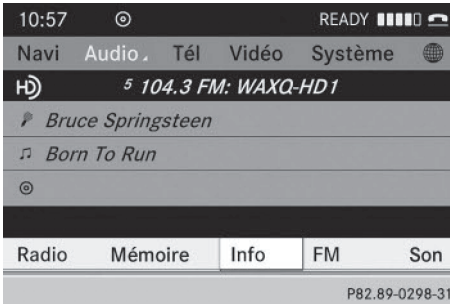 10:57 READY
Navi Audio Tél Vidéo Système
HD 5 104.3 FM: WAXQ-HD1
Bruce Springsteen
Born To Run
Radio Mémoire Info FM Son
P82.89-0298-31